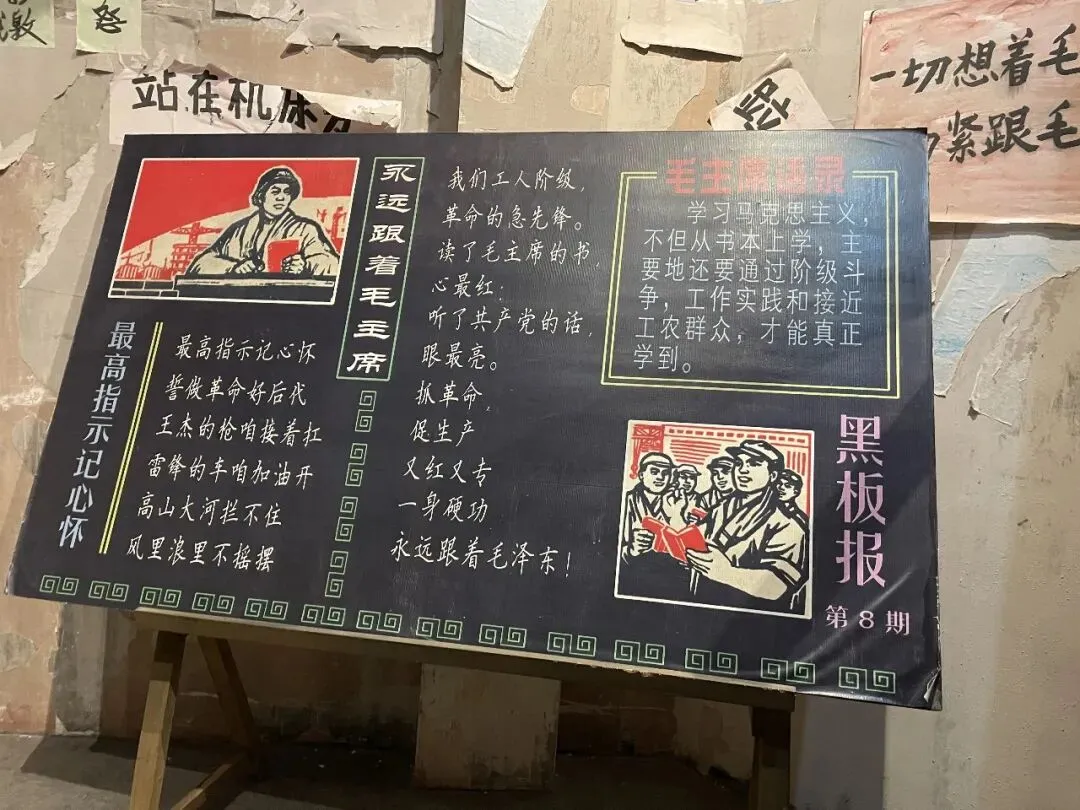 激
怒
站在机床
一切想着毛
紧跟毛
永远跟着毛主席
最高指示记心怀
最高指示记心怀
誓做革命好后代
王杰的枪咱接着扛
雷锋的车咱加油开
高山大河拦不住
风里浪里不摇摆
我们工人阶级，
革命的急先锋。
读了毛主席的书，
心最红；
听了共产党的话，
眼最亮。
抓革命，
促生产
又红又专
一身硬功
永远跟着毛泽东！
毛主席语录
学习马克思主义，
不但从书本上学，主
要地还要通过阶级斗
争，工作实践和接近
工农群众，才能真正
学到。
黑板报
第8期